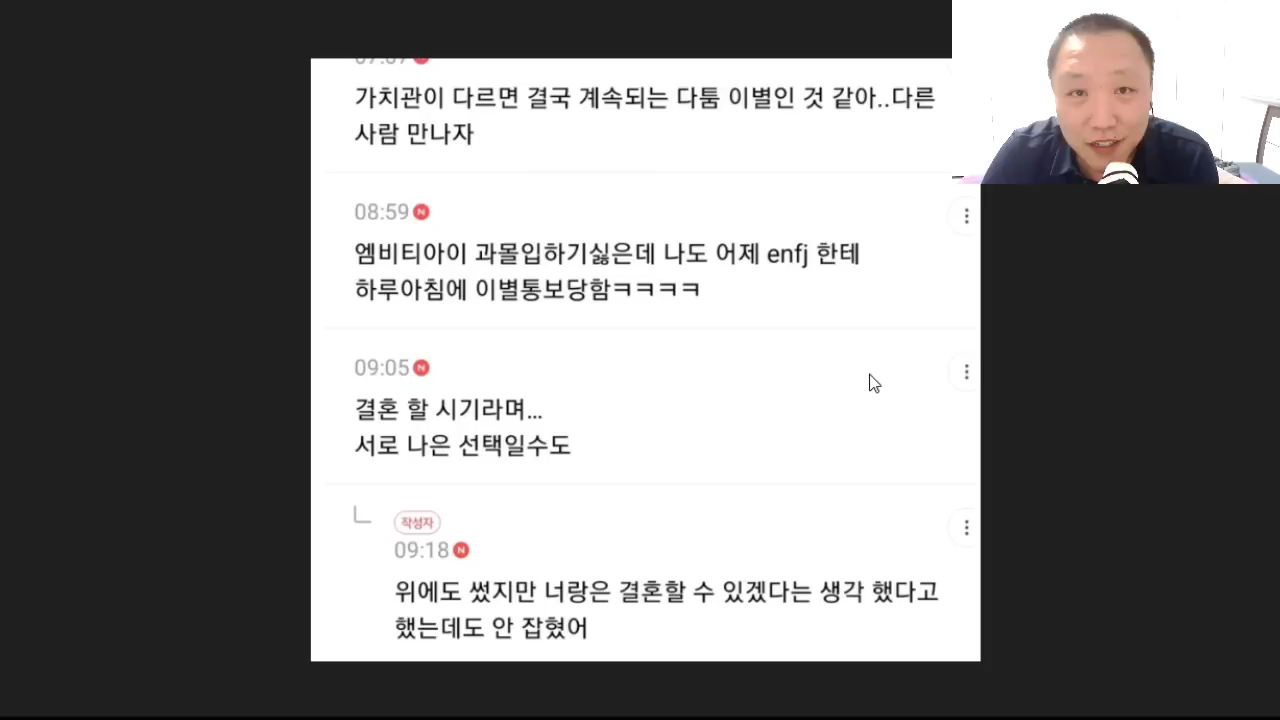 가치관이 다르면 결국 계속되는 다툼 이별인 것 같아..다른
사람 만나자
08:59 N
엠비티아이 과몰입하기싫은데 나도 어제 enfj 한테
하루아침에 이별통보당함ㅋㅋㅋㅋ
09:05 N
결혼 할 시기라며...
서로 나은 선택일수도
작성자
09:18 N
위에도 썼지만 너랑은 결혼할 수 있겠다는 생각 했다고
했는데도 안 잡혔어